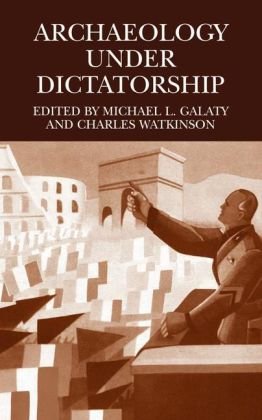 ARCHAEOLOGY
UNDER
DICTATORSHIP
EDITED BY MICHAEL L. GALATY
AND CHARLES WATKINSON